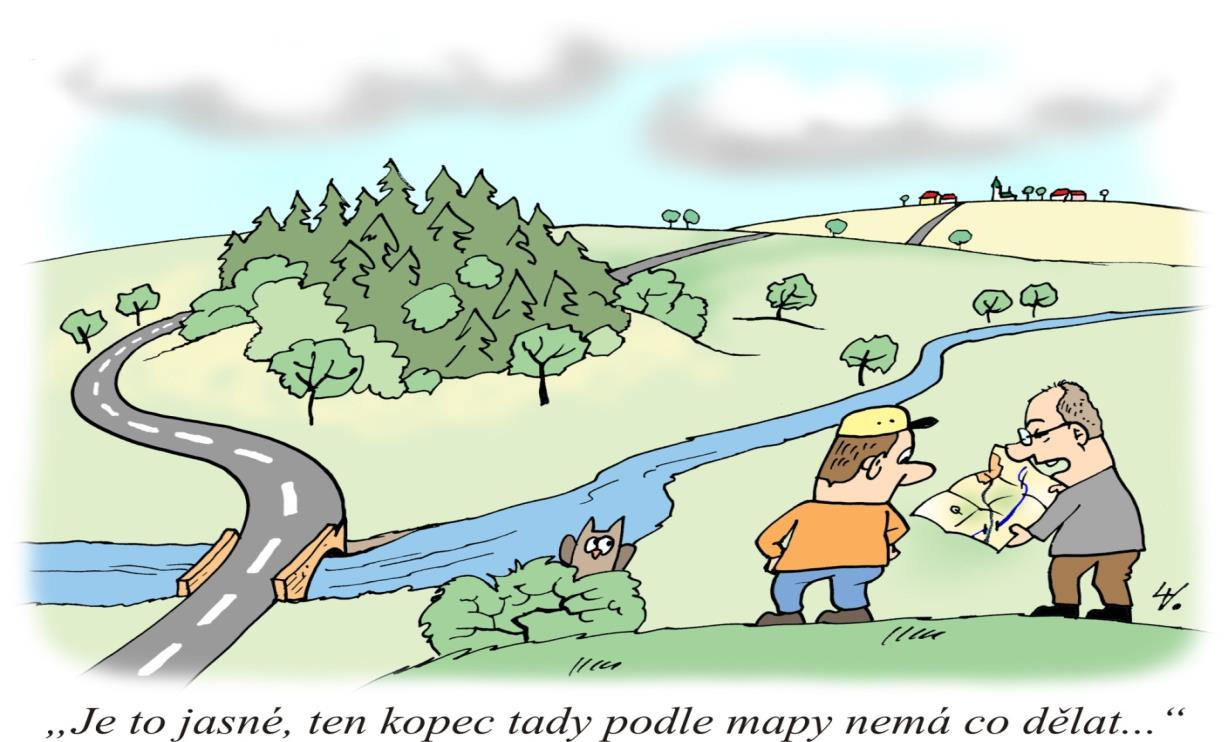 „Je to jasné, ten kopec tady podle mapy nemá co dělat...“